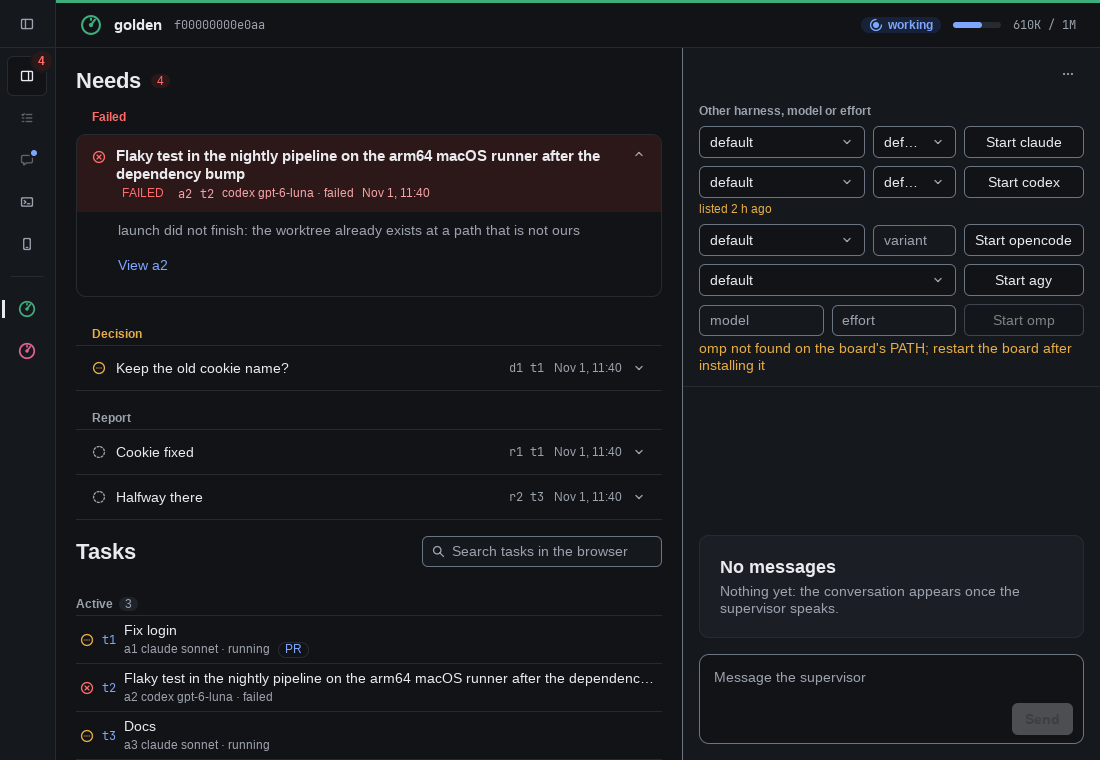 golden f00000000e0aa
working 610K / 1M
4
Needs 4
Failed
Flaky test in the nightly pipeline on the arm64 macOS runner after the
dependency bump
FAILED a2 t2 codex gpt-6-luna · failed Nov 1, 11:40
launch did not finish: the worktree already exists at a path that is not ours
View a2
Decision
Keep the old cookie name? d1 t1 Nov 1, 11:40
Report
Cookie fixed r1 t1 Nov 1, 11:40
Halfway there r2 t3 Nov 1, 11:40
Tasks
Search tasks in the browser
Active 3
t1 Fix login
a1 claude sonnet · running PR
t2 Flaky test in the nightly pipeline on the arm64 macOS runner after the dependenc…
a2 codex gpt-6-luna · failed
t3 Docs
a3 claude sonnet · running
Other harness, model or effort
default def… Start claude
default def… Start codex
listed 2 h ago
default variant Start opencode
default Start agy
model effort Start omp
omp not found on the board's PATH; restart the board after
installing it
No messages
Nothing yet: the conversation appears once the
supervisor speaks.
Message the supervisor
Send